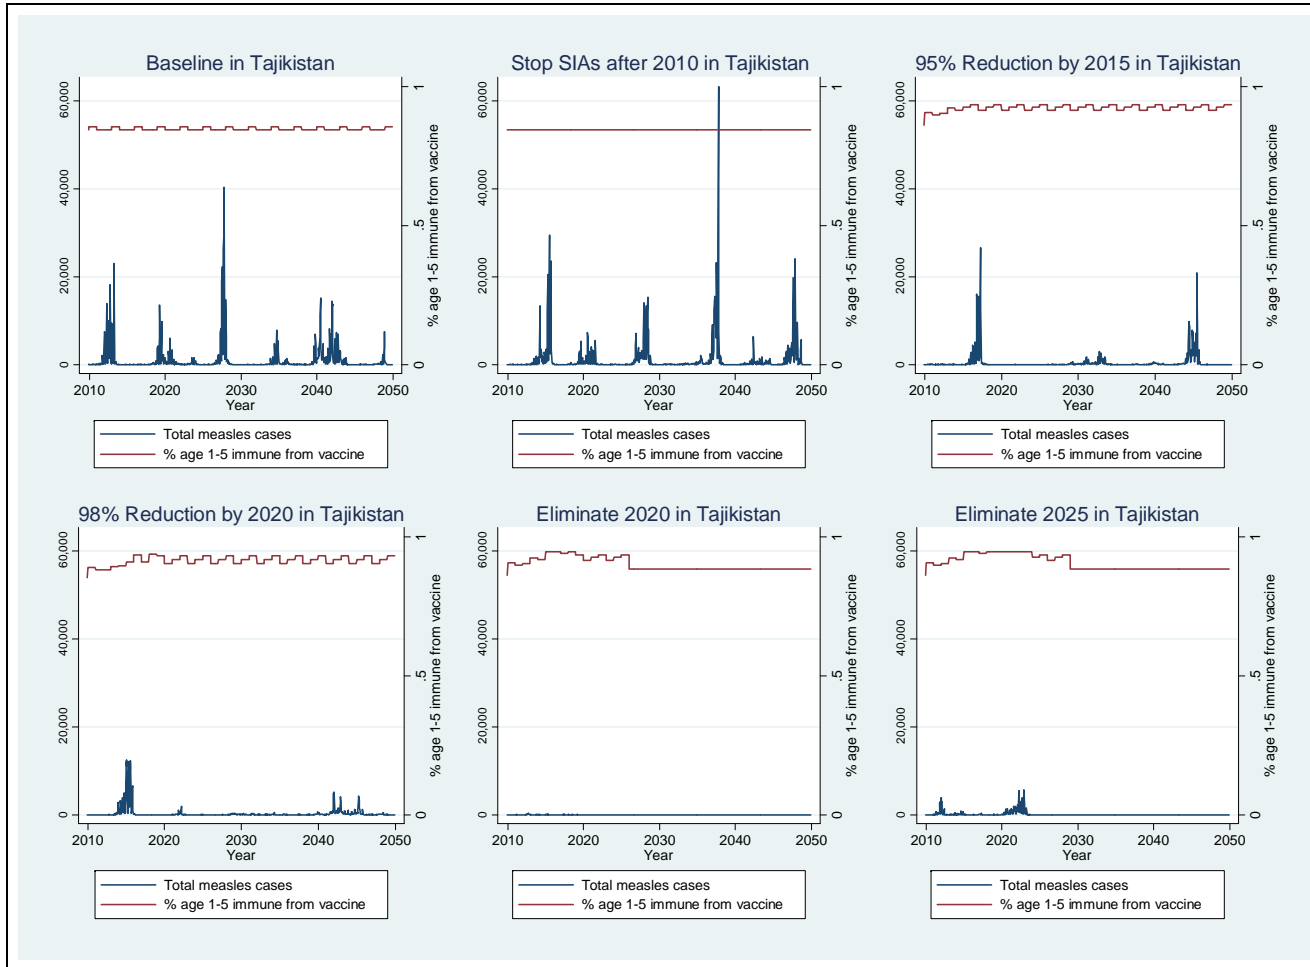 Baseline in Tajikistan
0
20,000
40,000
60,000
0
.5
1
% age 1-5 immune from vaccine
2010 2020 2030 2040 2050
Year
Total measles cases
% age 1-5 immune from vaccine
Stop SIAs after 2010 in Tajikistan
0
20,000
40,000
60,000
0
.5
1
% age 1-5 immune from vaccine
2010 2020 2030 2040 2050
Year
Total measles cases
% age 1-5 immune from vaccine
95% Reduction by 2015 in Tajikistan
0
20,000
40,000
60,000
0
.5
1
% age 1-5 immune from vaccine
2010 2020 2030 2040 2050
Year
Total measles cases
% age 1-5 immune from vaccine
98% Reduction by 2020 in Tajikistan
0
20,000
40,000
60,000
0
.5
1
% age 1-5 immune from vaccine
2010 2020 2030 2040 2050
Year
Total measles cases
% age 1-5 immune from vaccine
Eliminate 2020 in Tajikistan
0
20,000
40,000
60,000
0
.5
1
% age 1-5 immune from vaccine
2010 2020 2030 2040 2050
Year
Total measles cases
% age 1-5 immune from vaccine
Eliminate 2025 in Tajikistan
0
20,000
40,000
60,000
0
.5
1
% age 1-5 immune from vaccine
2010 2020 2030 2040 2050
Year
Total measles cases
% age 1-5 immune from vaccine